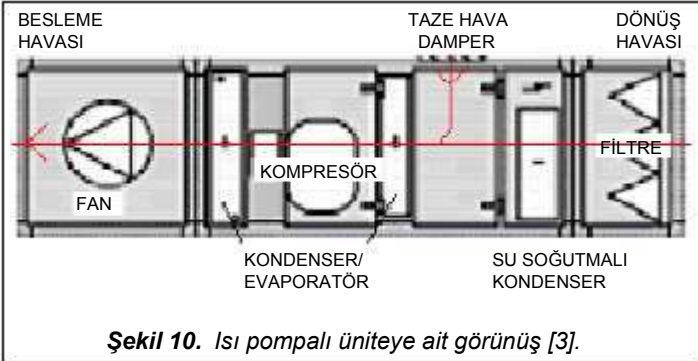 BESLEME
HAVASI
TAZE HAVA
DAMPER
DÖNÜŞ
HAVASI
FİLTRE
KOMPRESÖR
FAN
KONDENSER/
EVAPORATÖR
SU SOĞUTMALI
KONDENSER
Şekil 10. Isı pompalı üniteye ait görünüş [3].